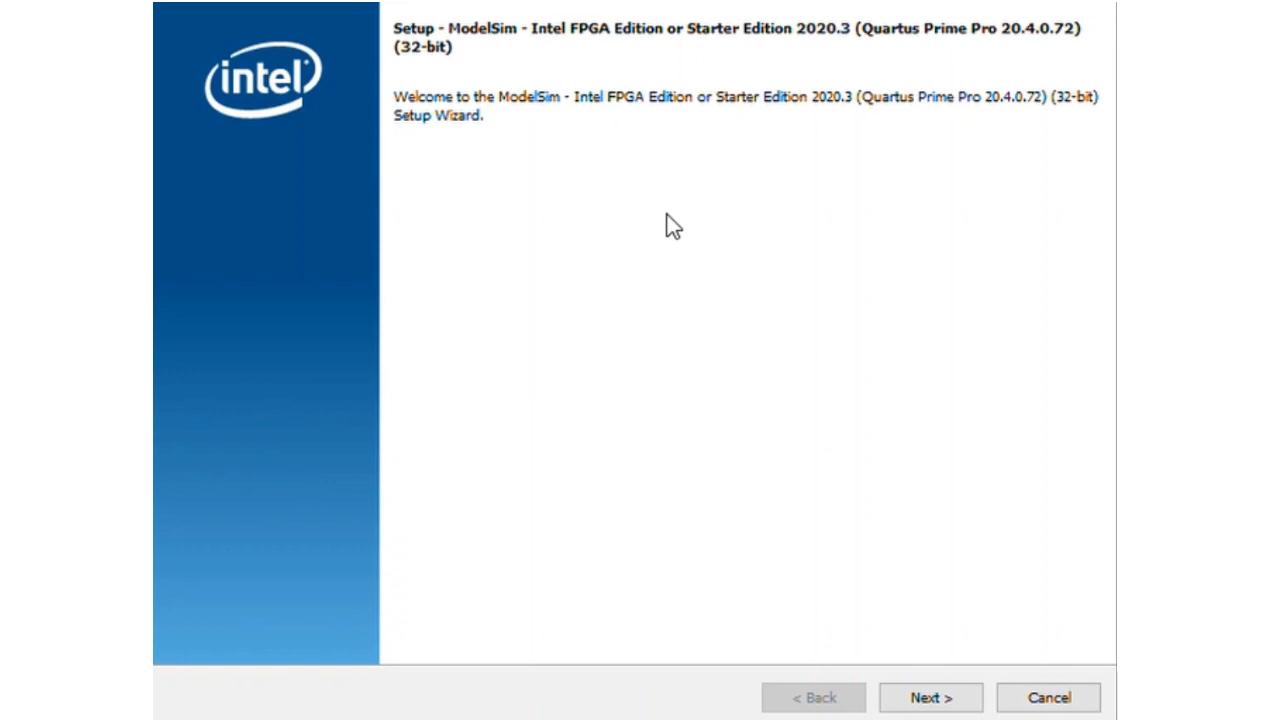 intel
Setup - ModelSim - Intel FPGA Edition or Starter Edition 2020.3 (Quartus Prime Pro 20.4.0.72)
(32-bit)
Welcome to the ModelSim - Intel FPGA Edition or Starter Edition 2020.3 (Quartus Prime Pro 20.4.0.72) (32-bit)
Setup Wizard.
< Back
Next >
Cancel